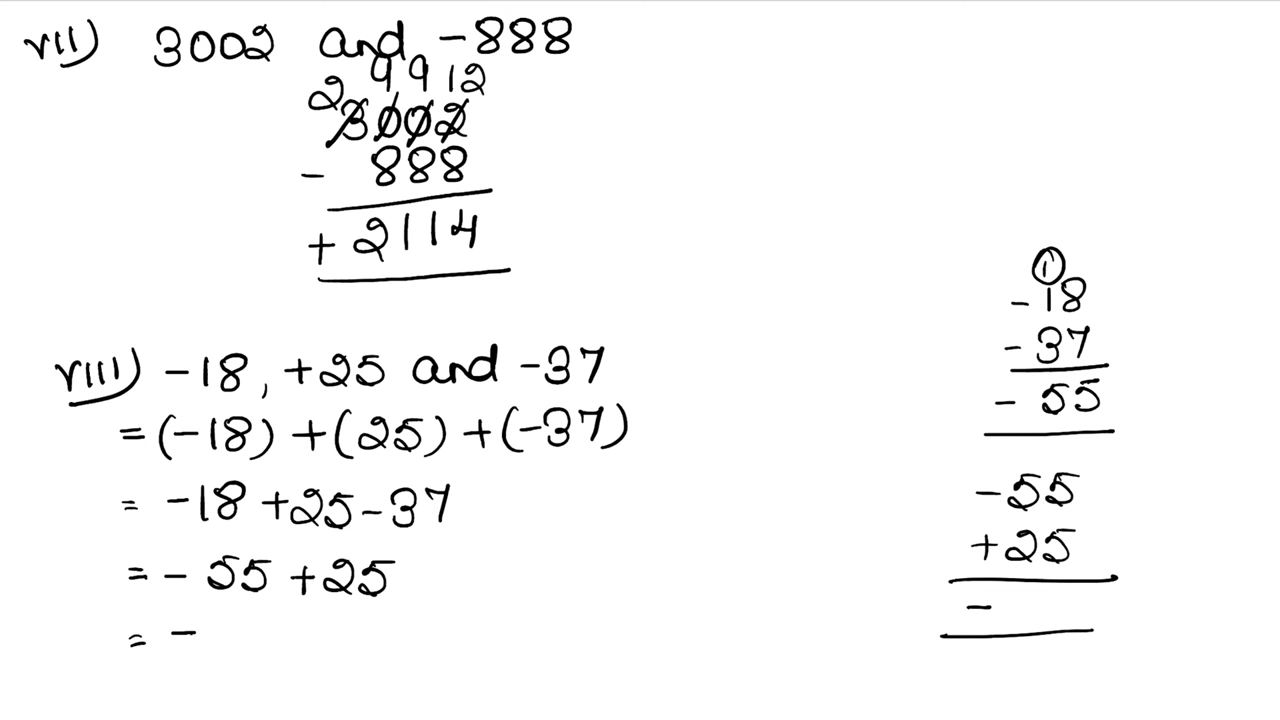 vii) 3002 and -888
2 9 9 12
3002
- 888
+ 2114
viii) -18, +25 and -37
= (-18) + (25) + (-37)
= -18 +25 -37
= - 55 +25
= -
1
-18
-37
- 55
-55
+25
-